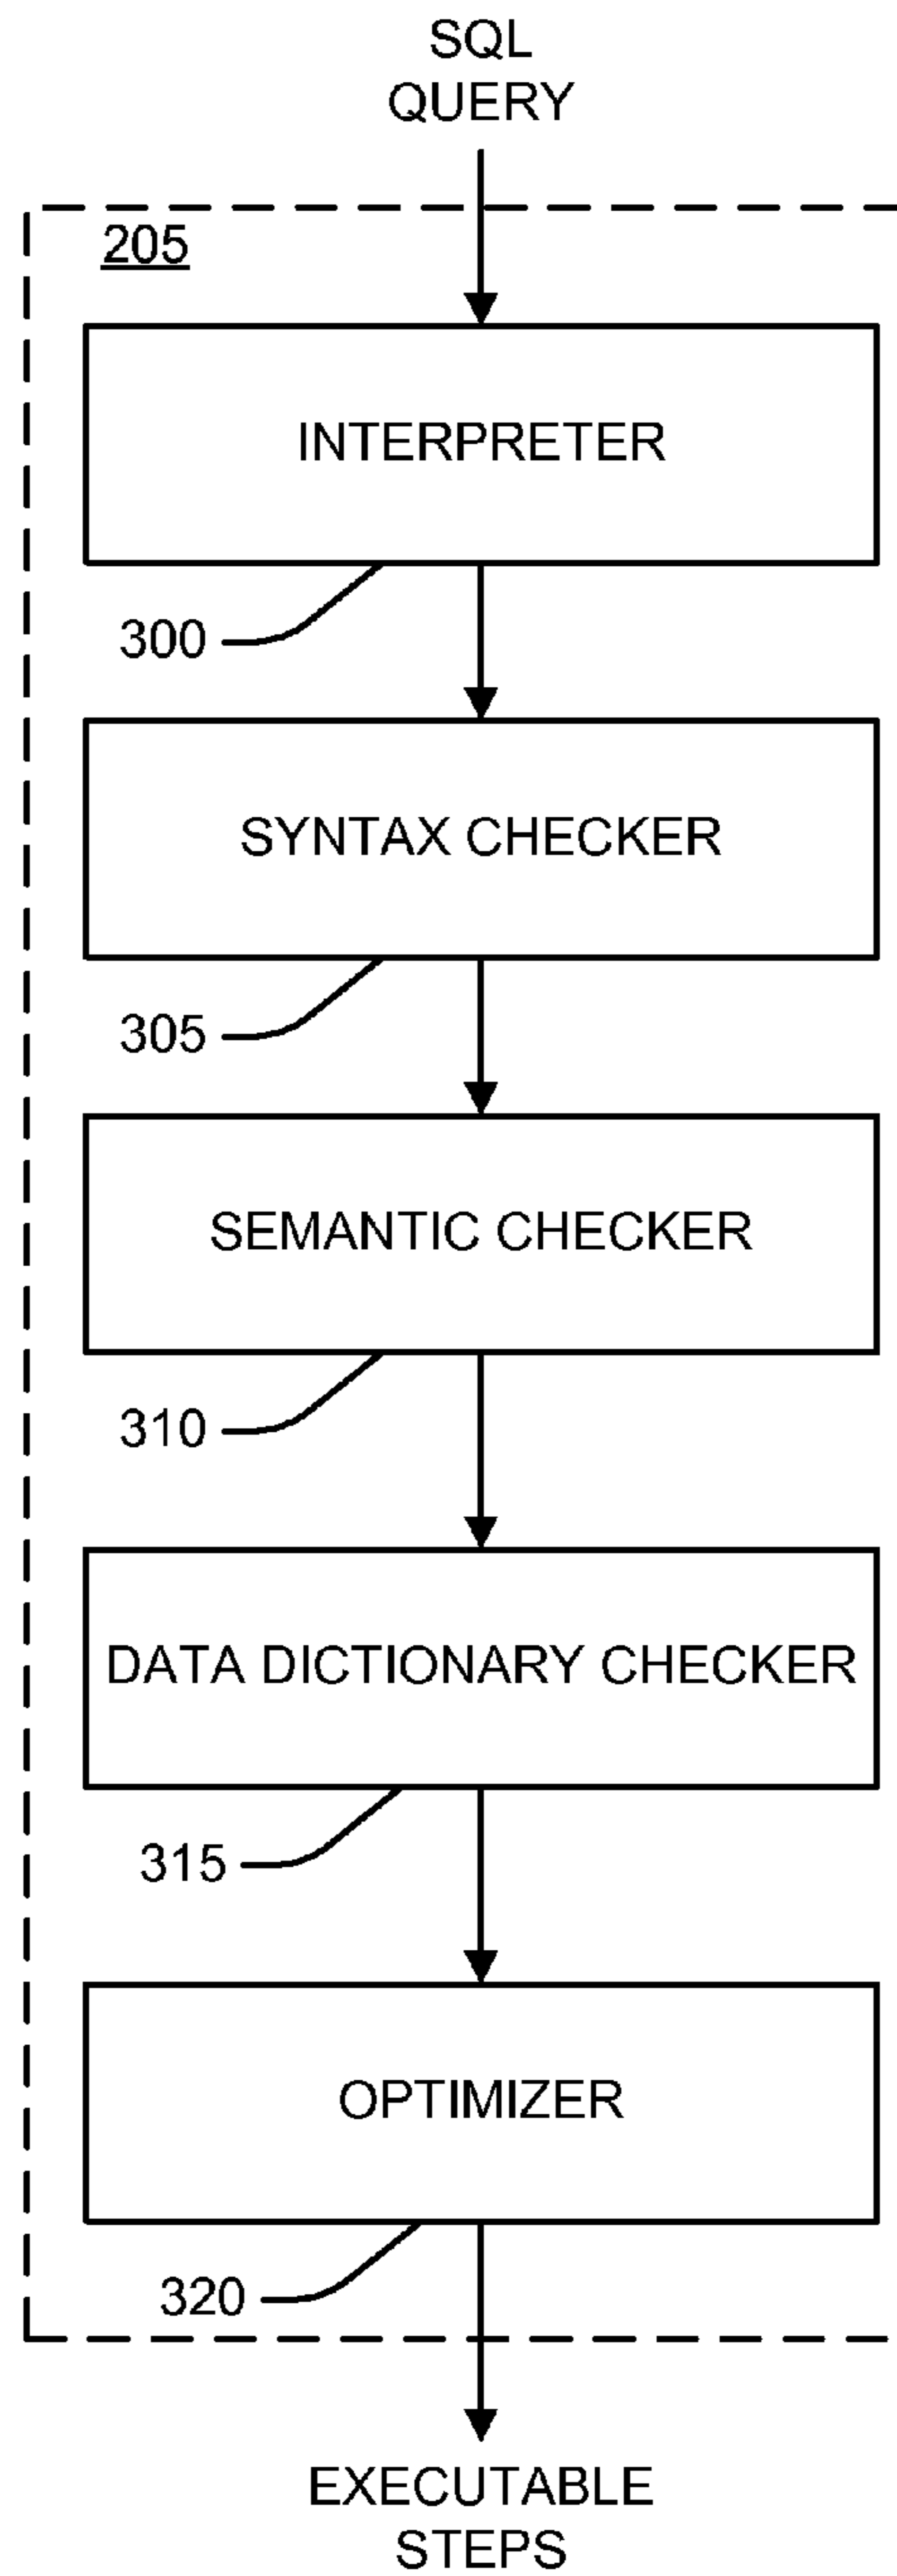 SQL
QUERY
205
INTERPRETER
300
SYNTAX CHECKER
305
SEMANTIC CHECKER
310
DATA DICTIONARY CHECKER
315
OPTIMIZER
320
EXECUTABLE
STEPS